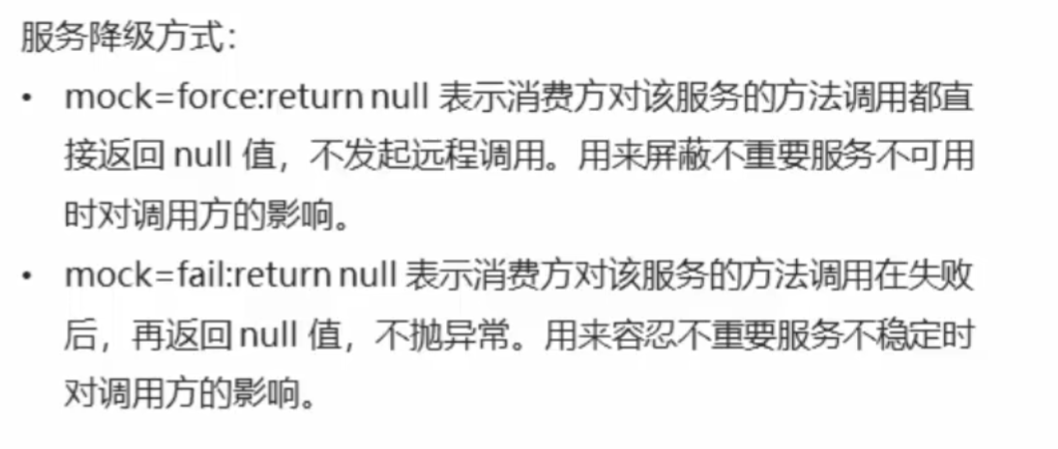 服务降级方式：
• mock=force:return null 表示消费方对该服务的方法调用都直
接返回 null 值，不发起远程调用。用来屏蔽不重要服务不可用
时对调用方的影响。
• mock=fail:return null 表示消费方对该服务的方法调用在失败
后，再返回 null 值，不抛异常。用来容忍不重要服务不稳定时
对调用方的影响。